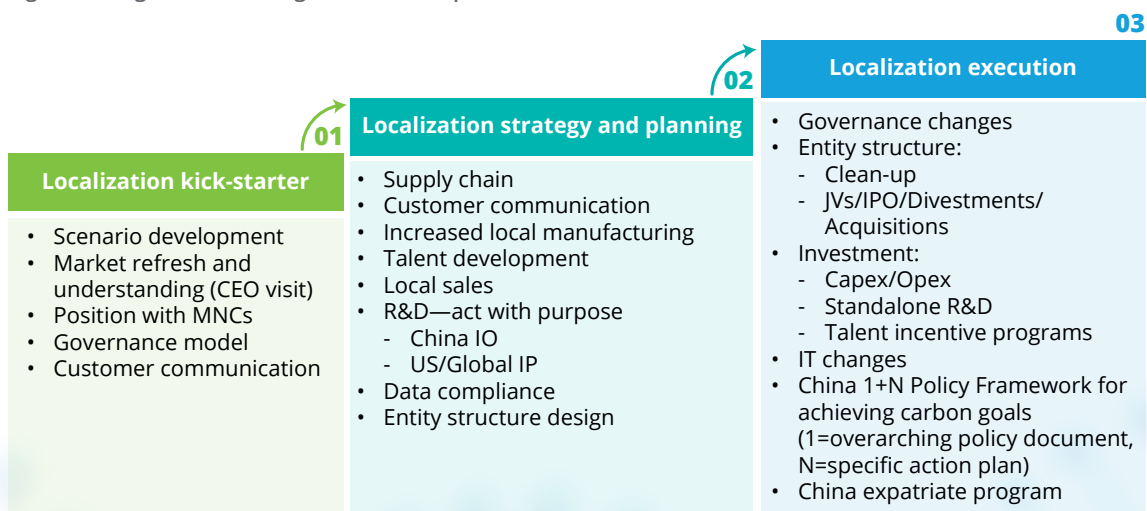 01
Localization kick-starter
• Scenario development
• Market refresh and
understanding (CEO visit)
• Position with MNCs
• Governance model
• Customer communication
02
Localization strategy and planning
• Supply chain
• Customer communication
• Increased local manufacturing
• Talent development
• Local sales
• R&D—act with purpose
- China IO
- US/Global IP
• Data compliance
• Entity structure design
03
Localization execution
• Governance changes
• Entity structure:
- Clean-up
- JVs/IPO/Divestments/
Acquisitions
• Investment:
- Capex/Opex
- Standalone R&D
- Talent incentive programs
• IT changes
• China 1+N Policy Framework for
achieving carbon goals
(1=overarching policy document,
N=specific action plan)
• China expatriate program